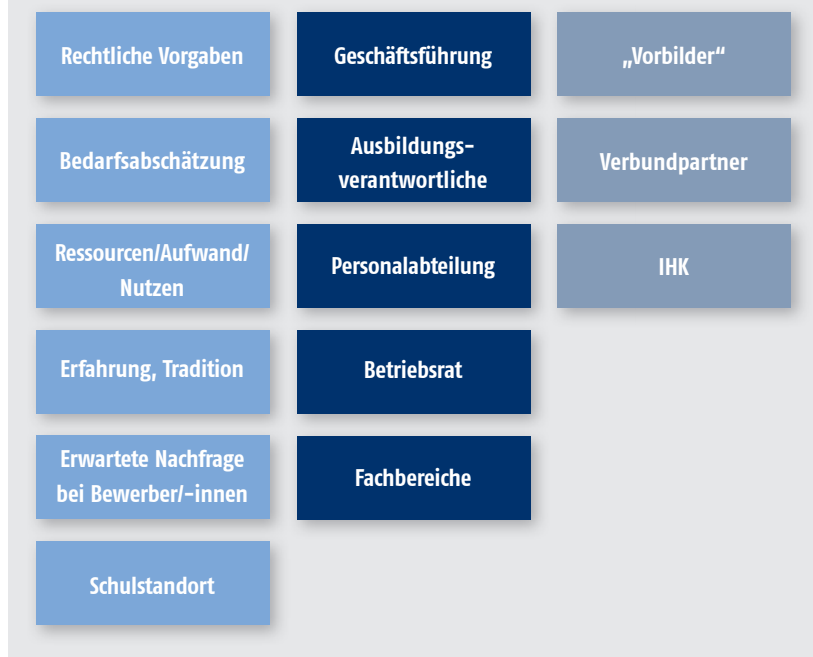 Rechtliche Vorgaben
Geschäftsführung
„Vorbilder“
Bedarfsabschätzung
Ausbildungs-
verantwortliche
Verbundpartner
Ressourcen/Aufwand/
Nutzen
Personalabteilung
IHK
Erfahrung, Tradition
Betriebsrat
Erwartete Nachfrage
bei Bewerber/-innen
Fachbereiche
Schulstandort